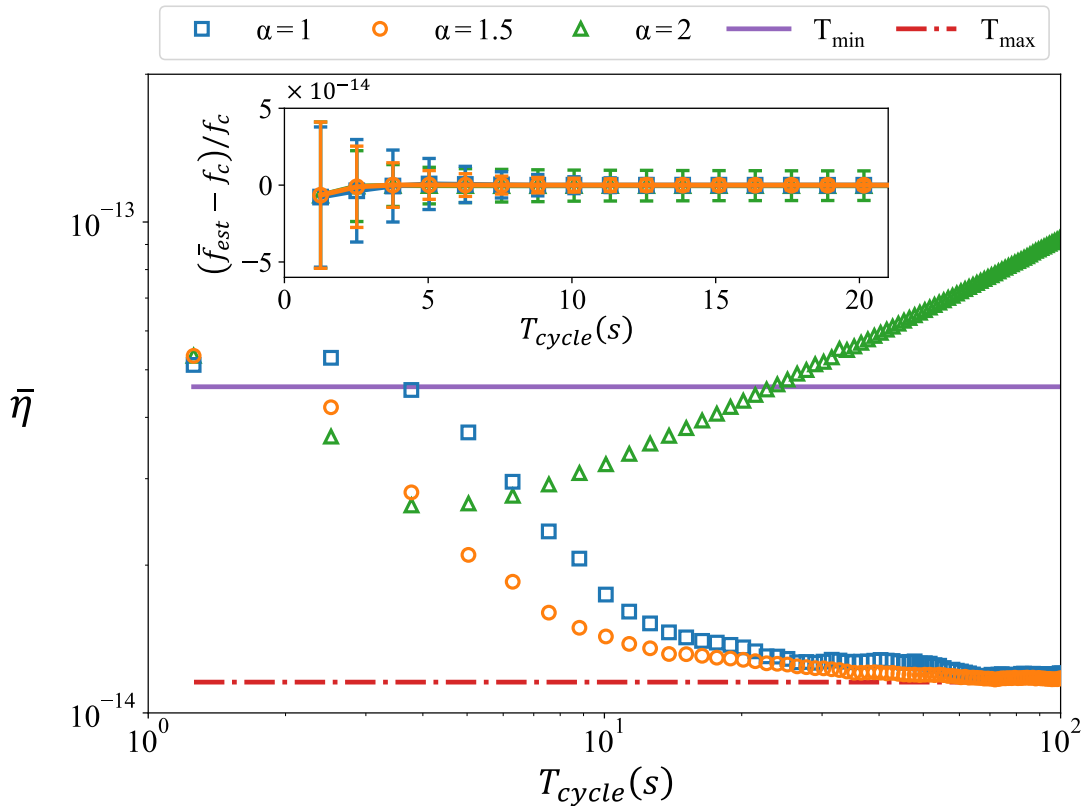 α=1 α=1.5 α=2 T_min T_max
× 10^−14
5
0
−5
(f̄_est − f_c)/f_c
0 5 10 15 20
T_cycle(s)
10^−13
η̄
10^−14
10^0 10^1 10^2
T_cycle(s)